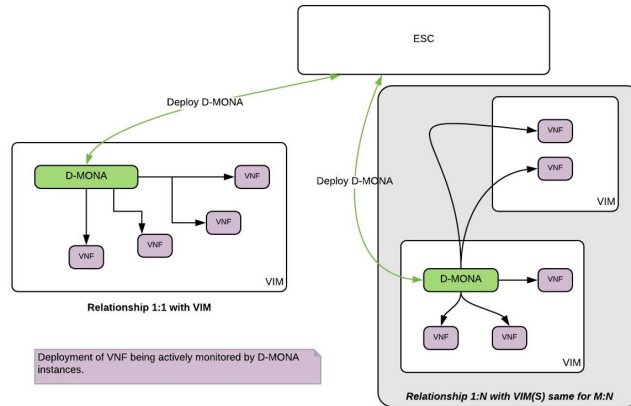 ESC
Deploy D-MONA
D-MONA
VNF
VNF
VNF
VNF
VIM
Relationship 1:1 with VIM
Deployment of VNF being actively monitored by D-MONA
instances.
Deploy D-MONA
VNF
VNF
VIM
D-MONA
VNF
VNF
VNF
VIM
Relationship 1:N with VIM(S) same for M:N